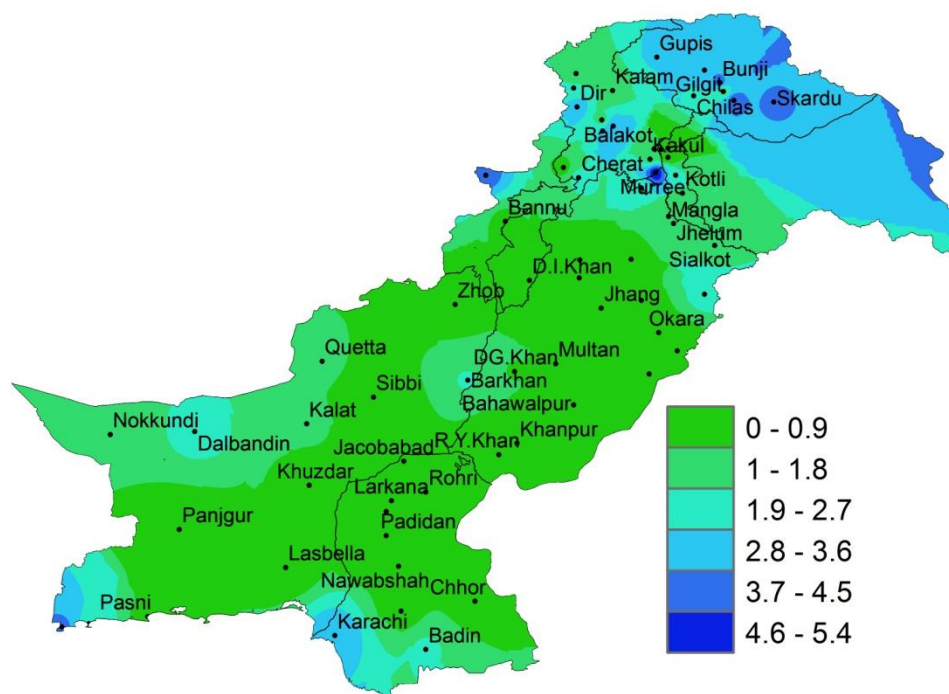 Gupis
Bunji
Kalam
Gilgit
Dir
Chilas
Skardu
Balakot
Kakul
Cherat
Murree
Kotli
Bannu
Mangla
Jhelum
Sialkot
D.I.Khan
Zhob
Jhang
Okara
Quetta
DG.Khan
Multan
Sibbi
Barkhan
Nokkundi
Kalat
Bahawalpur
Dalbandin
Jacobabad
R.Y.Khan
Khanpur
Khuzdar
Larkana
Rohri
Panjgur
Padidan
Lasbella
Nawabshah
Chhor
Pasni
Karachi
Badin
0 - 0.9
1 - 1.8
1.9 - 2.7
2.8 - 3.6
3.7 - 4.5
4.6 - 5.4